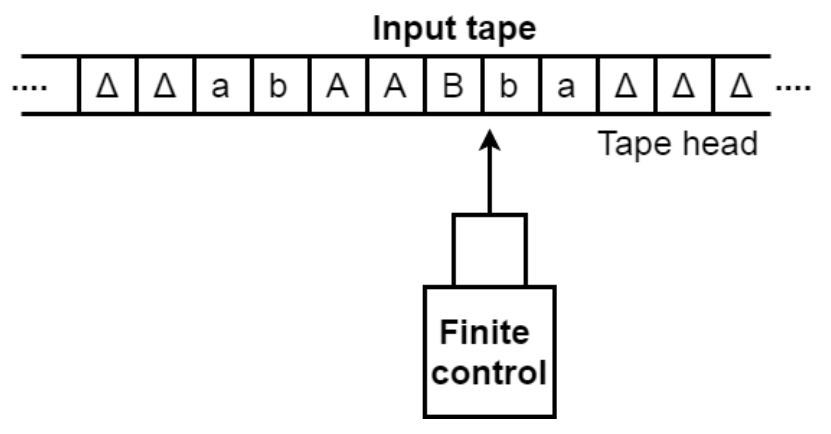 Input tape
.... Δ Δ a b A A B b a Δ Δ Δ ....
Tape head
Finite
control